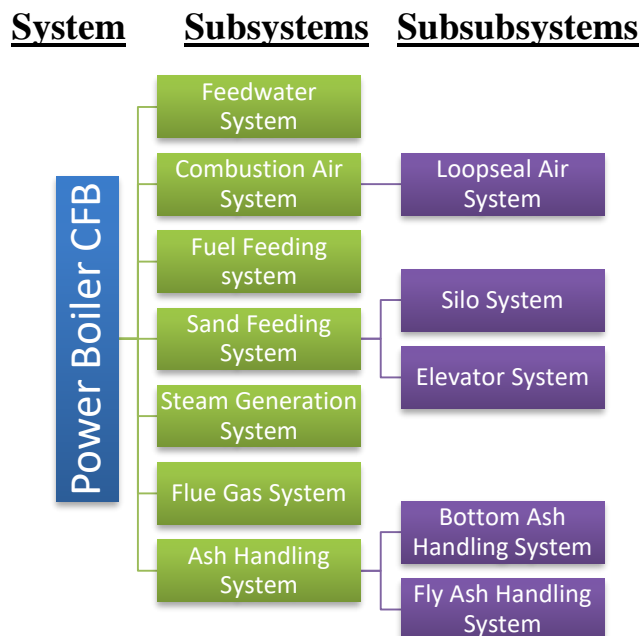 System Subsystems Subsubsystems
Feedwater
System
Combustion Air
System
Loopseal Air
System
Fuel Feeding
system
Power Boiler CFB
Sand Feeding
System
Silo System
Elevator System
Steam Generation
System
Flue Gas System
Ash Handling
System
Bottom Ash
Handling System
Fly Ash Handling
System